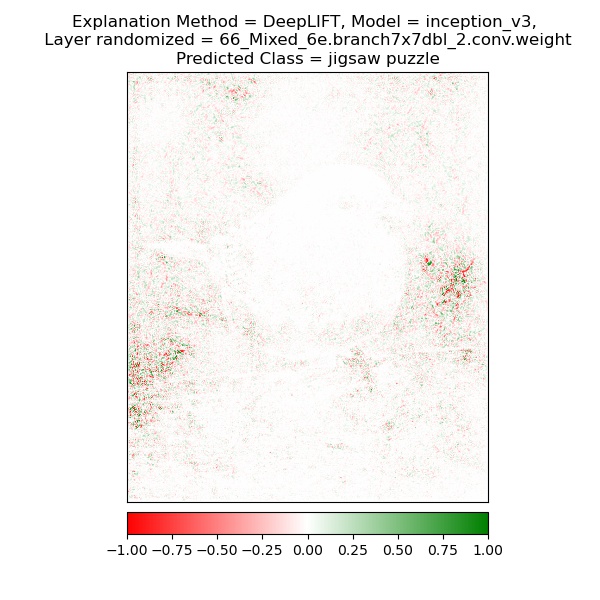 Explanation Method = DeepLIFT, Model = inception_v3,
Layer randomized = 66_Mixed_6e.branch7x7dbl_2.conv.weight
Predicted Class = jigsaw puzzle
−1.00 −0.75 −0.50 −0.25 0.00 0.25 0.50 0.75 1.00